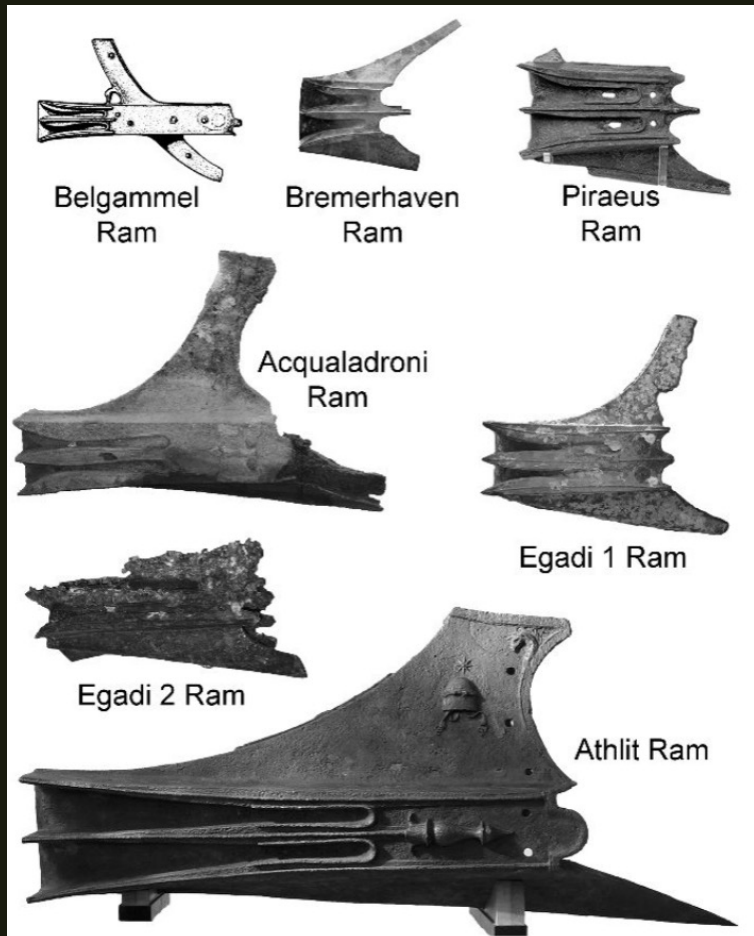 Belgammel
Ram
Bremerhaven
Ram
Piraeus
Ram
Acqualadroni
Ram
Egadi 1 Ram
Egadi 2 Ram
Athlit Ram